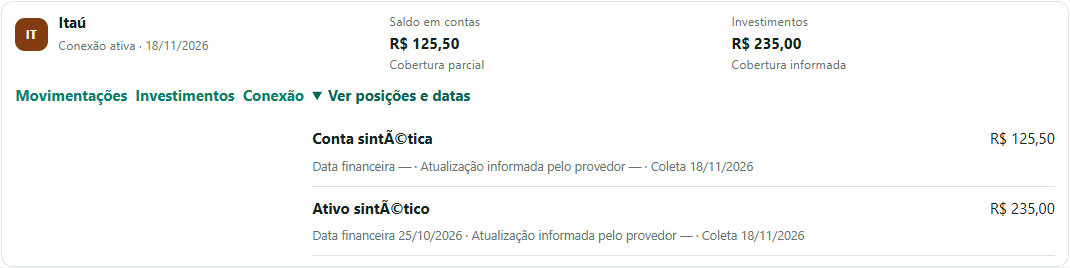 IT
Itaú
Conexão ativa · 18/11/2026
Saldo em contas
R$ 125,50
Cobertura parcial
Investimentos
R$ 235,00
Cobertura informada
Movimentações Investimentos Conexão ▼ Ver posições e datas
Conta sintÃ©tica R$ 125,50
Data financeira — · Atualização informada pelo provedor — · Coleta 18/11/2026
Ativo sintÃ©tico R$ 235,00
Data financeira 25/10/2026 · Atualização informada pelo provedor — · Coleta 18/11/2026